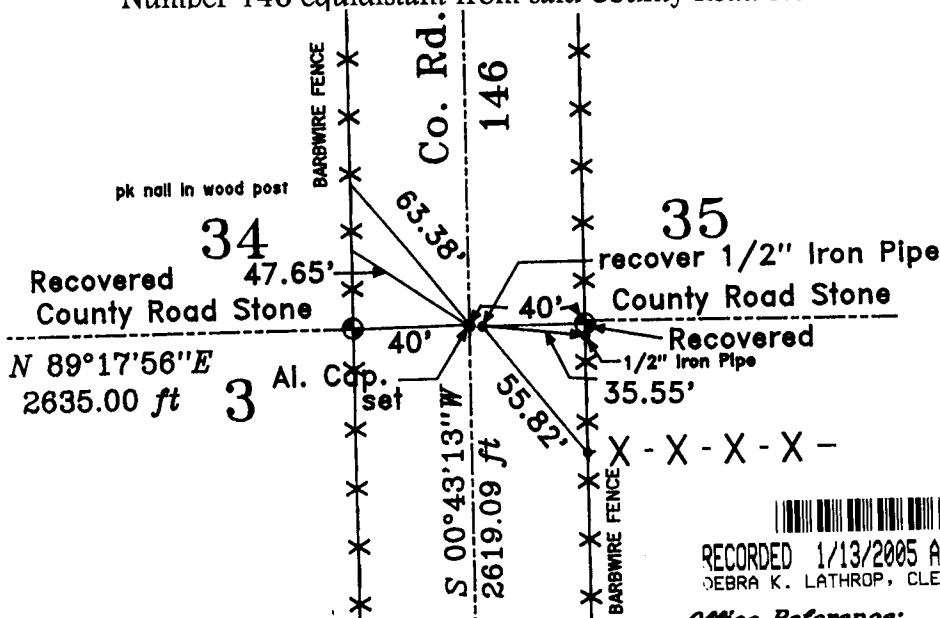 Number 146 equidistant from said County Road
BARBWIRE FENCE
Co. Rd.
146
pk nail in wood post
63.38'
34
35
47.65'
recover 1/2" Iron Pipe
Recovered
County Road Stone
40'
40'
County Road Stone
Recovered
1/2" Iron Pipe
N 89°17'56"E
2635.00 ft
3
Al. Cap.
set
35.55'
55.82'
S 00°43'13"W
2619.09 ft
X - X - X - X -
BARBWIRE FENCE
RECORDED 1/13/2005 A
DEBRA K. LATHROP, CLE
Office Reference: